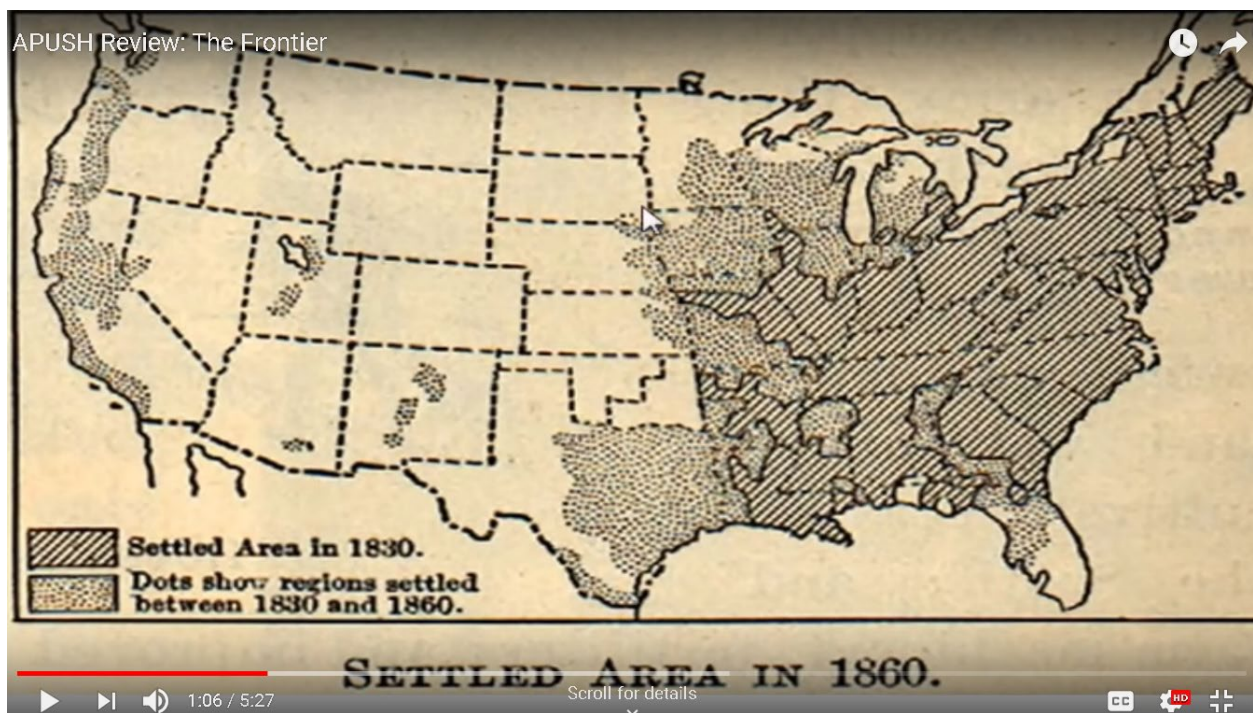 APUSH Review: The Frontier
Settled Area in 1830.
Dots show regions settled
between 1830 and 1860.
SETTLED AREA IN 1860.
1:06 / 5:27
Scroll for details
CC
HD